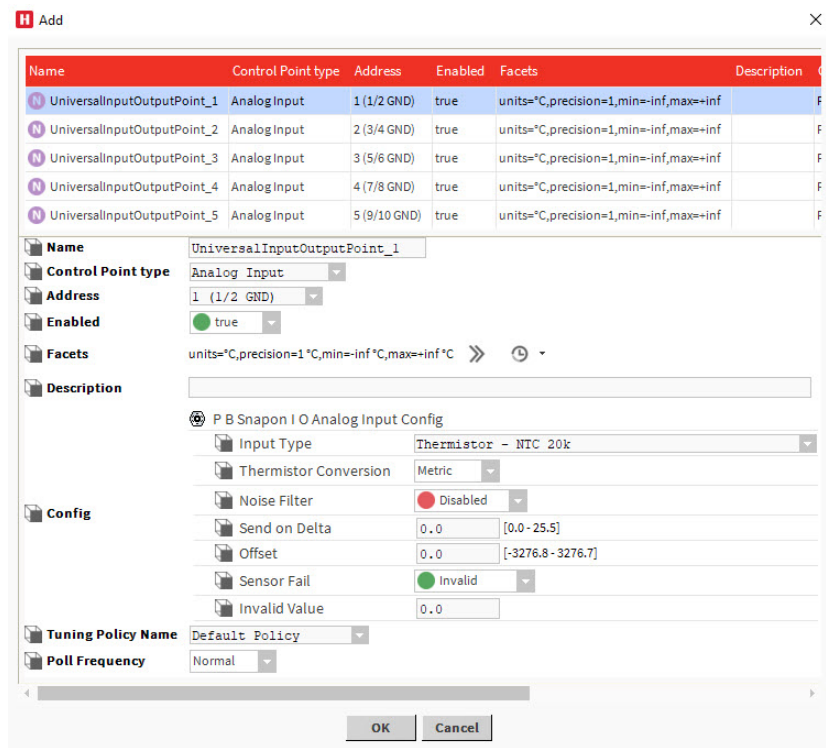 H Add
Name Control Point type Address Enabled Facets Description
N UniversalInputOutputPoint_1 Analog Input 1 (1/2 GND) true units=°C,precision=1,min=-inf,max=+inf
N UniversalInputOutputPoint_2 Analog Input 2 (3/4 GND) true units=°C,precision=1,min=-inf,max=+inf
N UniversalInputOutputPoint_3 Analog Input 3 (5/6 GND) true units=°C,precision=1,min=-inf,max=+inf
N UniversalInputOutputPoint_4 Analog Input 4 (7/8 GND) true units=°C,precision=1,min=-inf,max=+inf
N UniversalInputOutputPoint_5 Analog Input 5 (9/10 GND) true units=°C,precision=1,min=-inf,max=+inf
Name UniversalInputOutputPoint_1
Control Point type Analog Input
Address 1 (1/2 GND)
Enabled true
Facets units=°C,precision=1 °C,min=-inf °C,max=+inf °C
Description
P B Snapon I O Analog Input Config
Input Type Thermistor - NTC 20k
Thermistor Conversion Metric
Noise Filter Disabled
Config
Send on Delta 0.0 [0.0 - 25.5]
Offset 0.0 [-3276.8 - 3276.7]
Sensor Fail Invalid
Invalid Value 0.0
Tuning Policy Name Default Policy
Poll Frequency Normal
OK Cancel